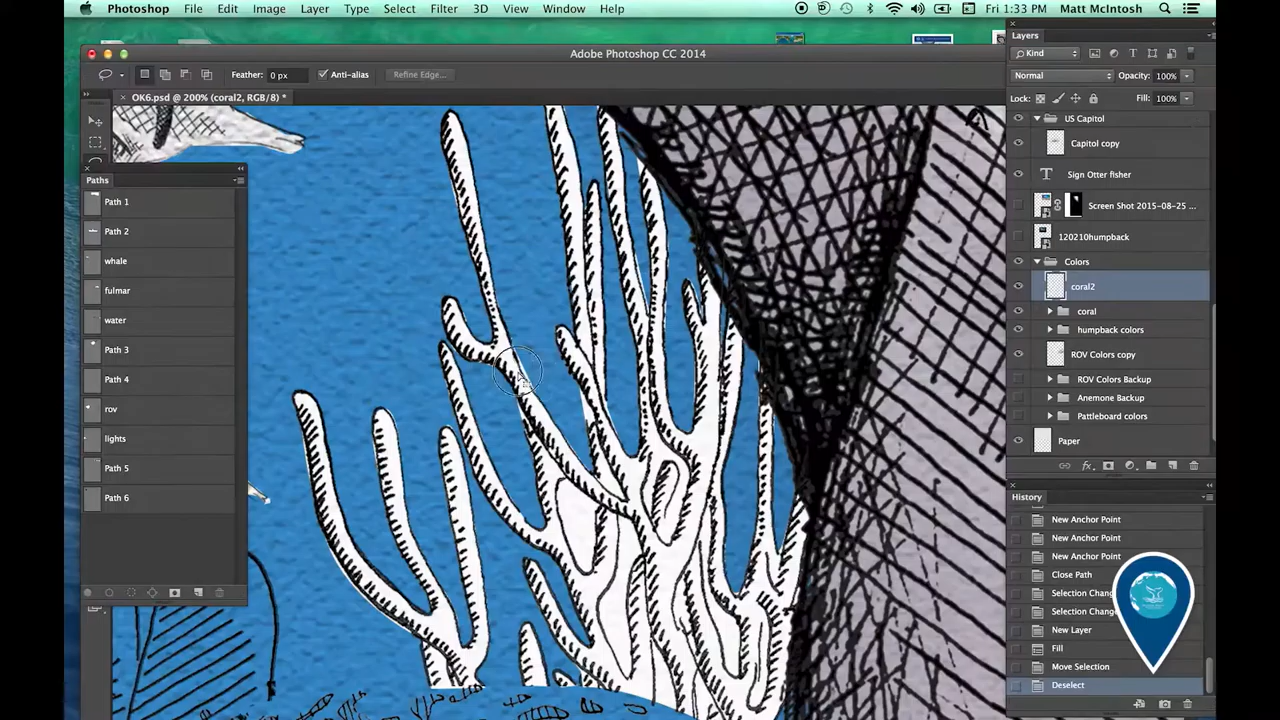 Photoshop File Edit Image Layer Type Select Filter 3D View Window Help Fri 1:33 PM Matt McIntosh
Adobe Photoshop CC 2014
Feather: 0 px Anti-alias Refine Edge...
OK6.psd @ 200% (coral2, RGB/8) *
Paths
Path 1
Path 2
whale
fulmar
water
Path 3
Path 4
rov
lights
Path 5
Path 6
Layers
Kind
Normal Opacity: 100%
Lock: Fill: 100%
US Capitol
Capitol copy
T Sign Otter fisher
Screen Shot 2015-08-25 ...
120210humpback
Colors
coral2
coral
humpback colors
ROV Colors copy
ROV Colors Backup
Anemone Backup
Pattleboard colors
Paper
fx
History
New Anchor Point
New Anchor Point
New Anchor Point
Close Path
Selection Change
Selection Change
New Layer
Fill
Move Selection
Deselect